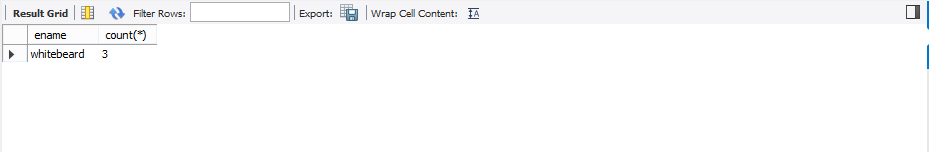 Result Grid Filter Rows: Export: Wrap Cell Content: A
ename count(*)
whitebeard 3